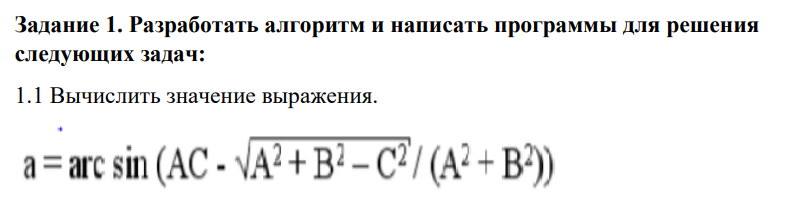 Задание 1. Разработать алгоритм и написать программы для решения
следующих задач:
1.1 Вычислить значение выражения.
a = arc sin (AC - √A² + B² – C² / (A² + B²))